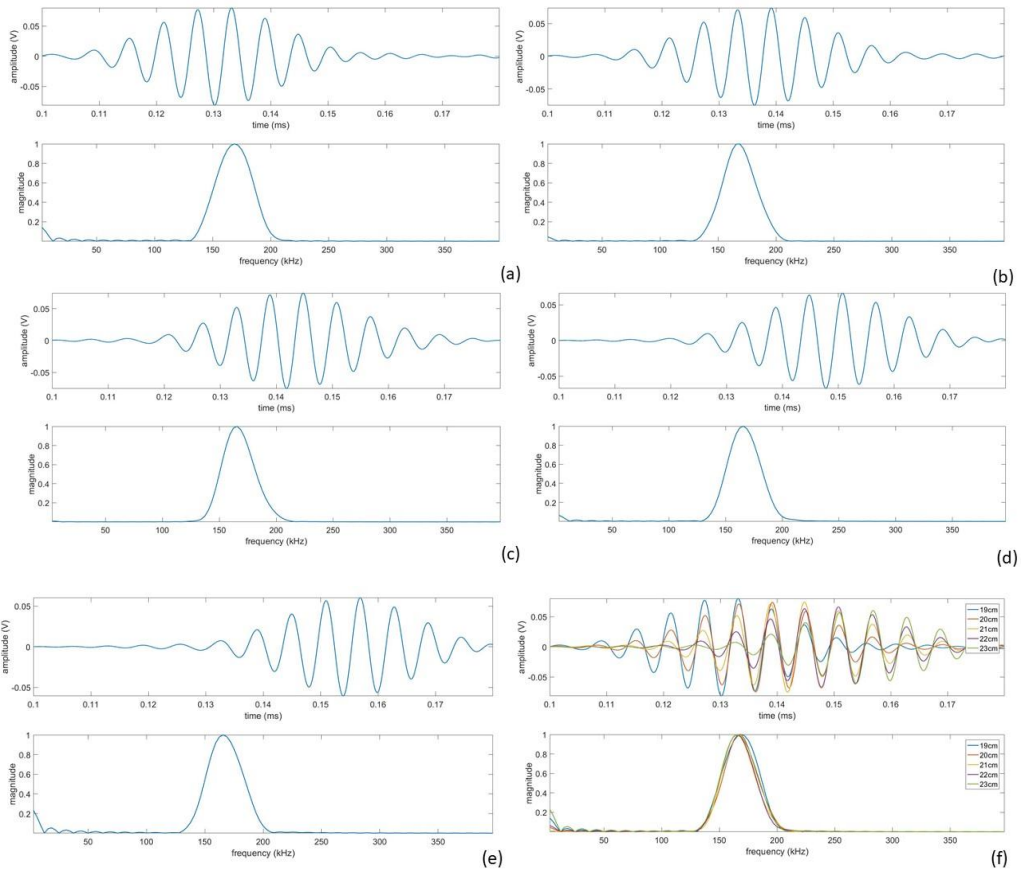 amplitude (V)
0.05
0
-0.05
0.1 0.11 0.12 0.13 0.14 0.15 0.16 0.17
time (ms)
magnitude
1
0.8
0.6
0.4
0.2
50 100 150 200 250 300 350
frequency (kHz)
(a)
amplitude (V)
0.05
0
-0.05
0.1 0.11 0.12 0.13 0.14 0.15 0.16 0.17
time (ms)
magnitude
1
0.8
0.6
0.4
0.2
50 100 150 200 250 300 350
frequency (kHz)
(b)
amplitude (V)
0.05
0
-0.05
0.1 0.11 0.12 0.13 0.14 0.15 0.16 0.17
time (ms)
magnitude
1
0.8
0.6
0.4
0.2
50 100 150 200 250 300 350
frequency (kHz)
(c)
amplitude (V)
0.05
0
-0.05
0.1 0.11 0.12 0.13 0.14 0.15 0.16 0.17
time (ms)
magnitude
1
0.8
0.6
0.4
0.2
50 100 150 200 250 300 350
frequency (kHz)
(d)
amplitude (V)
0.05
0
-0.05
0.1 0.11 0.12 0.13 0.14 0.15 0.16 0.17
time (ms)
magnitude
1
0.8
0.6
0.4
0.2
50 100 150 200 250 300 350
frequency (kHz)
(e)
amplitude (V)
0.05
0
-0.05
19cm
20cm
21cm
22cm
23cm
0.1 0.11 0.12 0.13 0.14 0.15 0.16 0.17
time (ms)
magnitude
1
0.8
0.6
0.4
0.2
19cm
20cm
21cm
22cm
23cm
50 100 150 200 250 300 350
frequency (kHz)
(f)